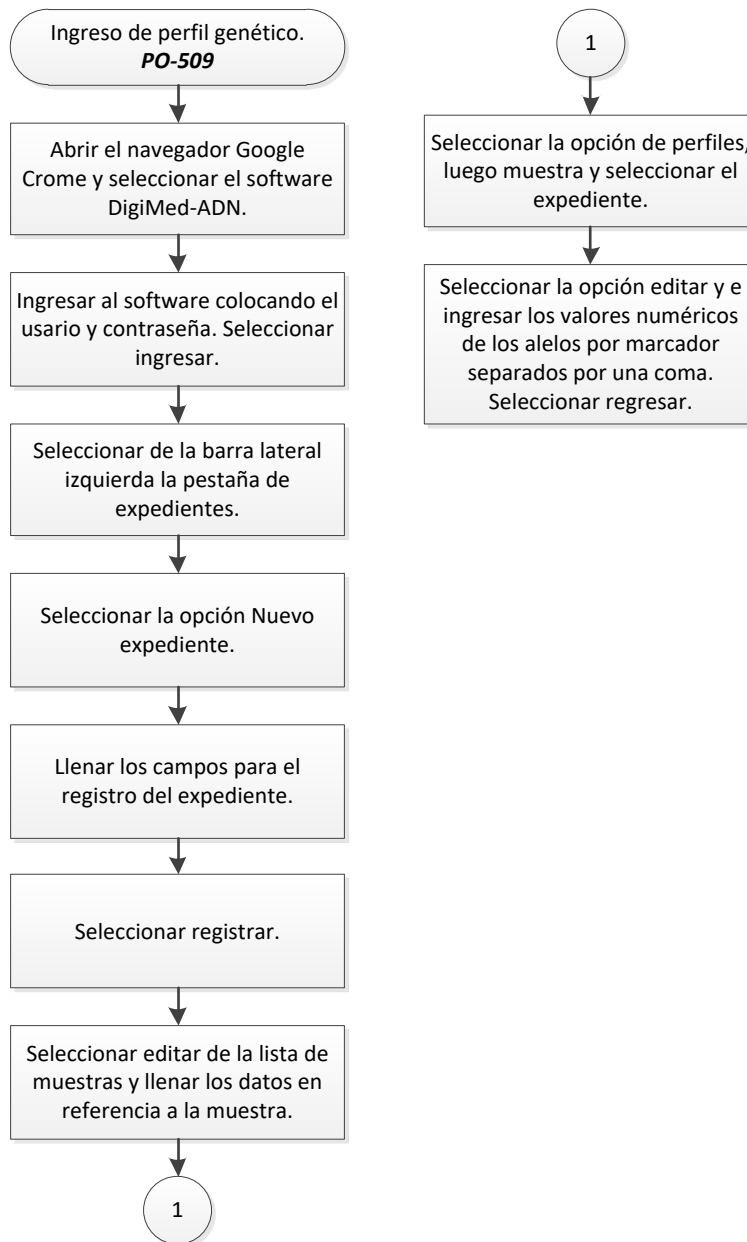 Ingreso de perfil genético.
PO-509
Abrir el navegador Google
Crome y seleccionar el software
DigiMed-ADN.
Ingresar al software colocando el
usario y contraseña. Seleccionar
ingresar.
Seleccionar de la barra lateral
izquierda la pestaña de
expedientes.
Seleccionar la opción Nuevo
expediente.
Llenar los campos para el
registro del expediente.
Seleccionar registrar.
Seleccionar editar de la lista de
muestras y llenar los datos en
referencia a la muestra.
1
1
Seleccionar la opción de perfiles,
luego muestra y seleccionar el
expediente.
Seleccionar la opción editar y e
ingresar los valores numéricos
de los alelos por marcador
separados por una coma.
Seleccionar regresar.